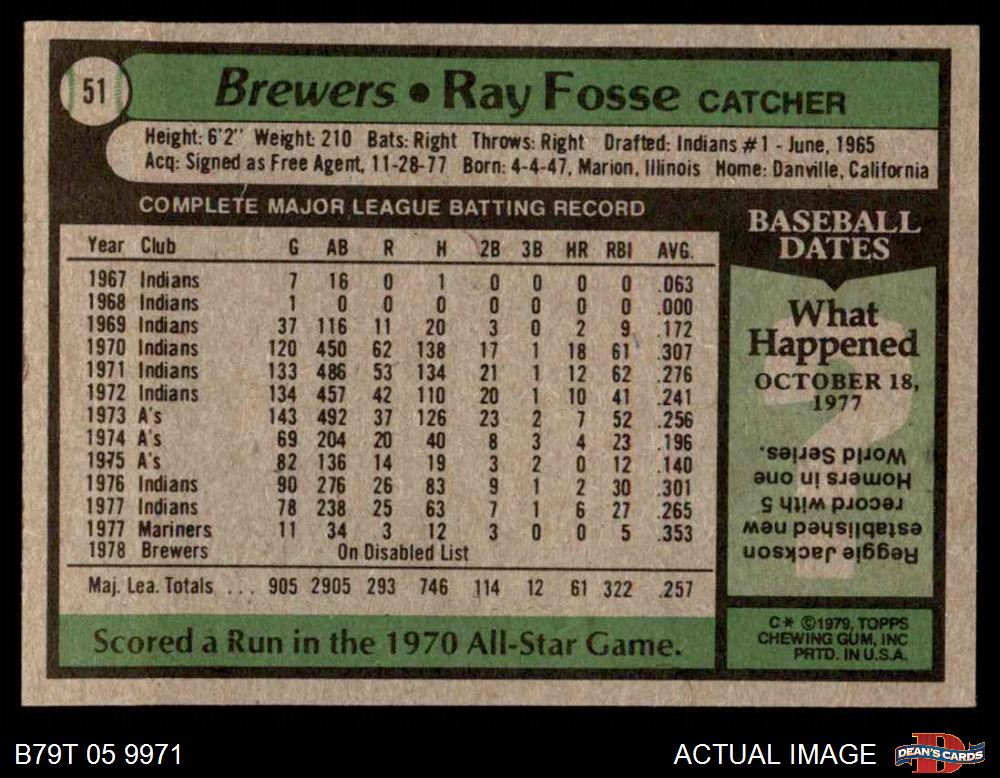 51
Brewers • Ray Fosse CATCHER
Height: 6'2" Weight: 210 Bats: Right Throws: Right Drafted: Indians #1 - June, 1965
Acq: Signed as Free Agent, 11-28-77 Born: 4-4-47, Marion, Illinois Home: Danville, California
COMPLETE MAJOR LEAGUE BATTING RECORD
Year Club G AB R H 2B 3B HR RBI AVG.
1967 Indians 7 16 0 1 0 0 0 0 .063
1968 Indians 1 0 0 0 0 0 0 0 .000
1969 Indians 37 116 11 20 3 0 2 9 .172
1970 Indians 120 450 62 138 17 1 18 61 .307
1971 Indians 133 486 53 134 21 1 12 62 .276
1972 Indians 134 457 42 110 20 1 10 41 .241
1973 A's 143 492 37 126 23 2 7 52 .256
1974 A's 69 204 20 40 8 3 4 23 .196
1975 A's 82 136 14 19 3 2 0 12 .140
1976 Indians 90 276 26 83 9 1 2 30 .301
1977 Indians 78 238 25 63 7 1 6 27 .265
1977 Mariners 11 34 3 12 3 0 0 5 .353
1978 Brewers On Disabled List
Maj. Lea. Totals ... 905 2905 293 746 114 12 61 322 .257
Scored a Run in the 1970 All-Star Game.
BASEBALL
DATES
What
Happened
OCTOBER 18,
1977
Reggie Jackson
established new
record with 5
Homers in one
World Series.
C* ©1979, TOPPS
CHEWING GUM, INC
PRTD. IN U.S.A.
B79T 05 9971
ACTUAL IMAGE
DEAN'S CARDS